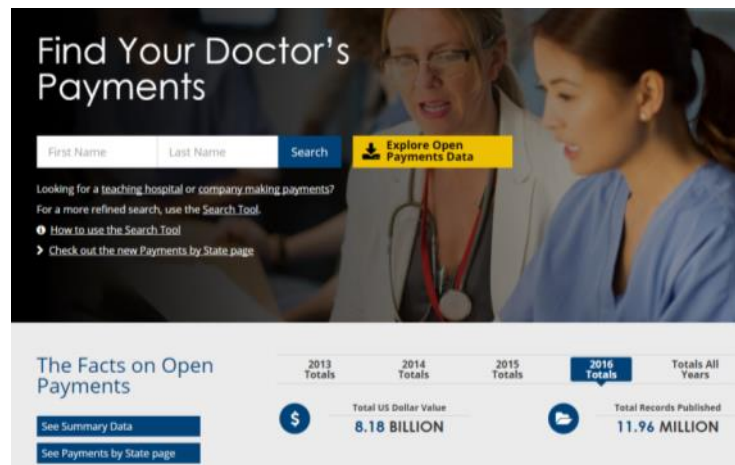 Find Your Doctor's
Payments
First Name
Last Name
Search
Explore Open
Payments Data
Looking for a teaching hospital or company making payments?
For a more refined search, use the Search Tool.
How to use the Search Tool
Check out the new Payments by State page
The Facts on Open
Payments
See Summary Data
See Payments by State page
2013
Totals
2014
Totals
2015
Totals
2016
Totals
Totals All
Years
$
Total US Dollar Value
8.18 BILLION
Total Records Published
11.96 MILLION